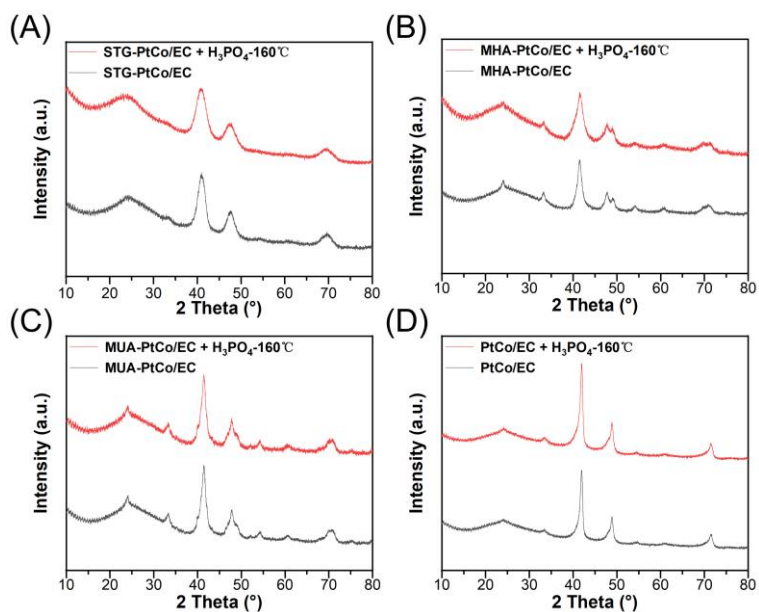 (A)
STG-PtCo/EC + H₃PO₄-160℃
STG-PtCo/EC
Intensity (a.u.)
10 20 30 40 50 60 70 80
2 Theta (°)
(B)
MHA-PtCo/EC + H₃PO₄-160℃
MHA-PtCo/EC
Intensity (a.u.)
10 20 30 40 50 60 70 80
2 Theta (°)
(C)
MUA-PtCo/EC + H₃PO₄-160℃
MUA-PtCo/EC
Intensity (a.u.)
10 20 30 40 50 60 70 80
2 Theta (°)
(D)
PtCo/EC + H₃PO₄-160℃
PtCo/EC
Intensity (a.u.)
10 20 30 40 50 60 70 80
2 Theta (°)